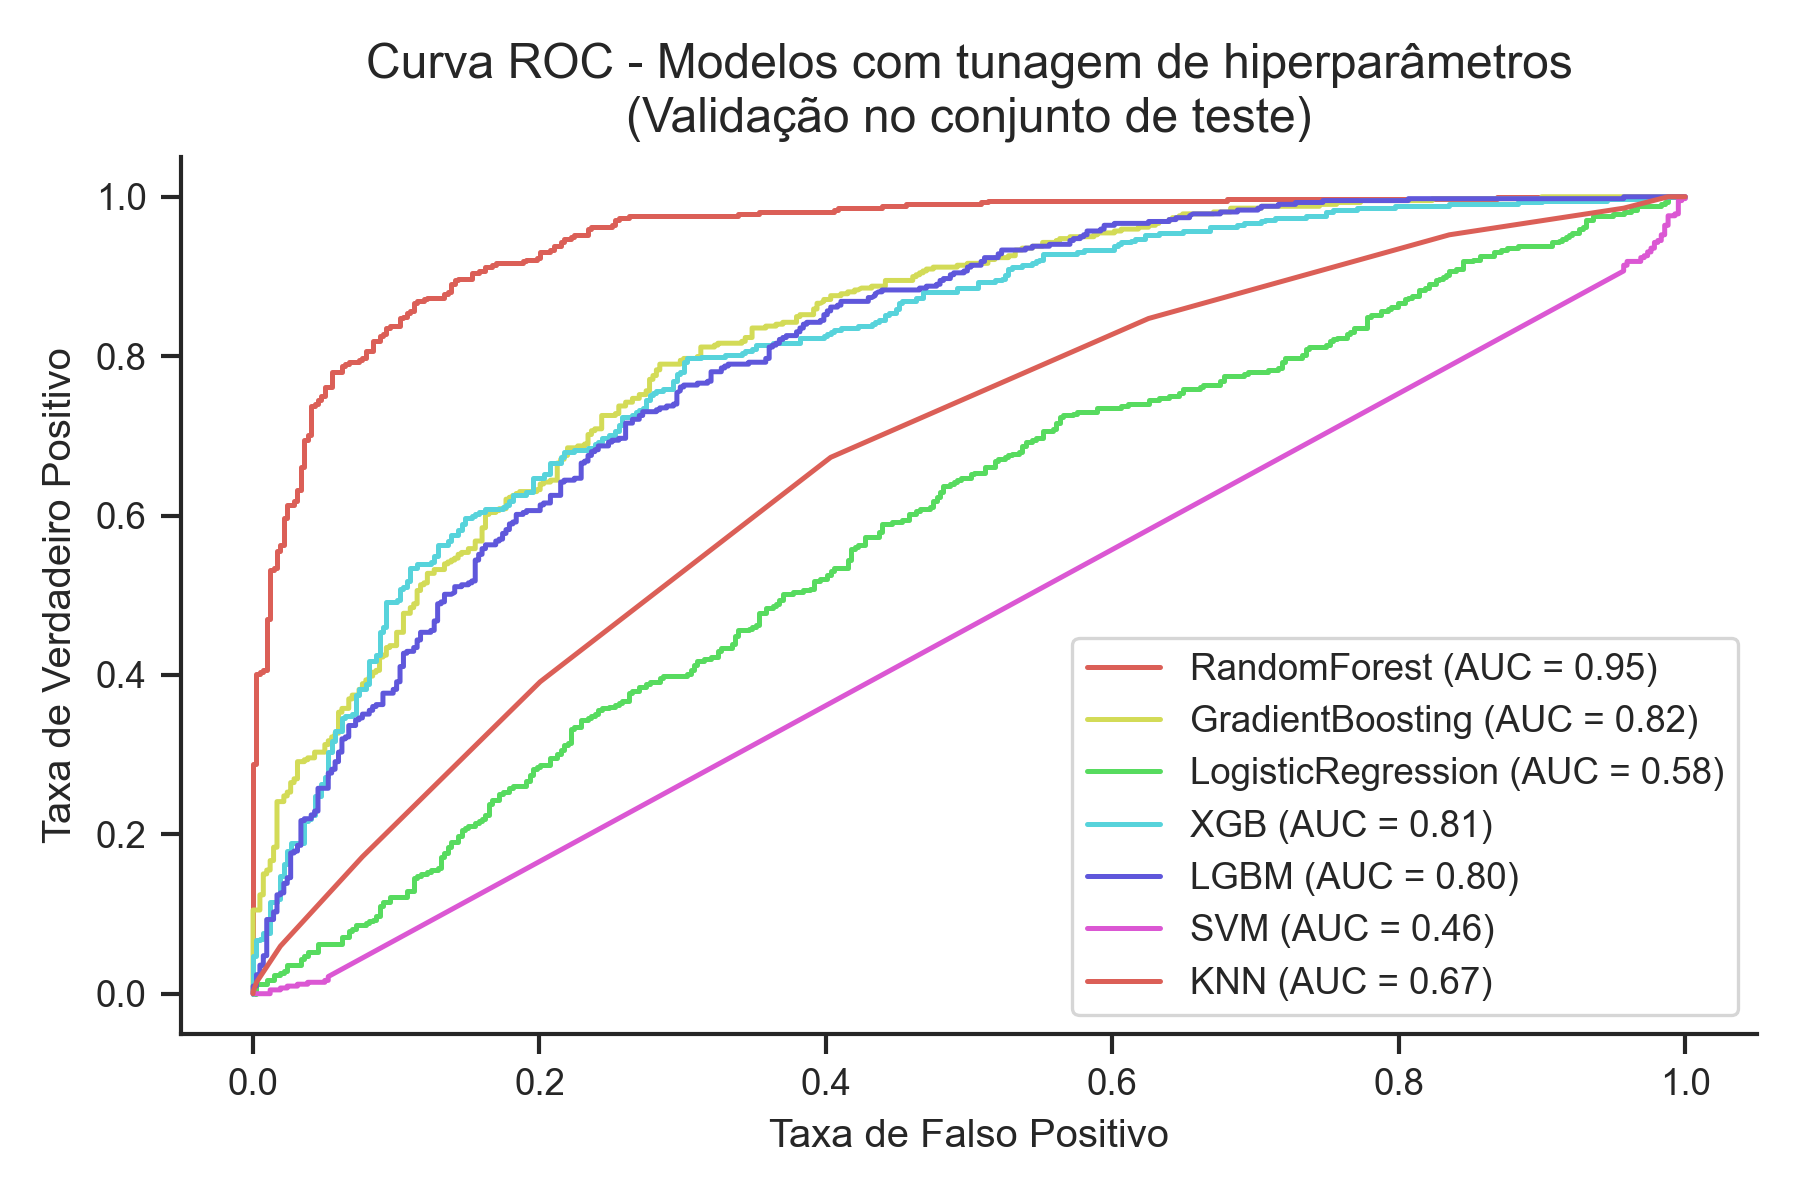 Curva ROC - Modelos com tunagem de hiperparâmetros
(Validação no conjunto de teste)
Taxa de Verdadeiro Positivo
1.0
0.8
0.6
0.4
0.2
0.0
RandomForest (AUC = 0.95)
GradientBoosting (AUC = 0.82)
LogisticRegression (AUC = 0.58)
XGB (AUC = 0.81)
LGBM (AUC = 0.80)
SVM (AUC = 0.46)
KNN (AUC = 0.67)
0.0 0.2 0.4 0.6 0.8 1.0
Taxa de Falso Positivo